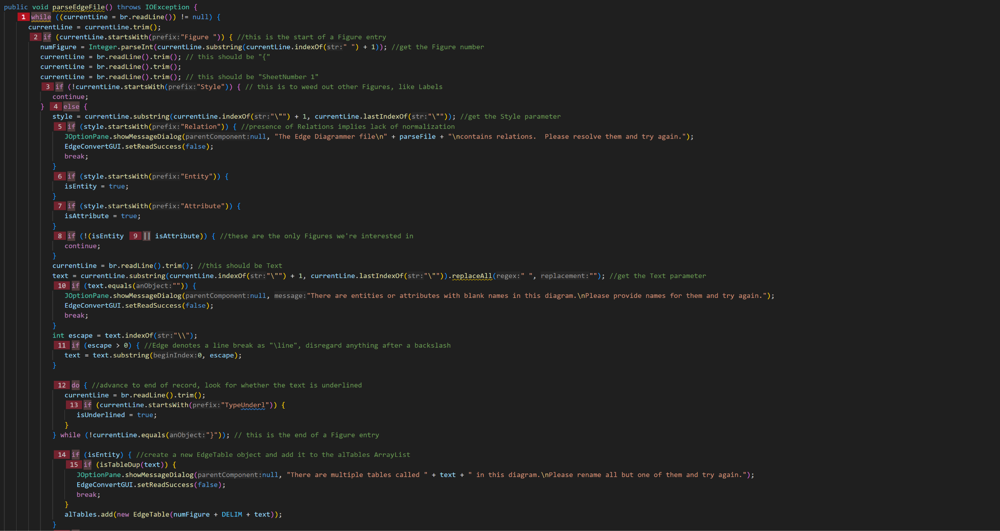 public void parseEdgeFile() throws IOException {
1 while ((currentLine = br.readLine()) != null) {
currentLine = currentLine.trim();
2 if (currentLine.startsWith(prefix:"Figure ")) { //this is the start of a Figure entry
numFigure = Integer.parseInt(currentLine.substring(currentLine.indexOf(str:" ") + 1)); //get the Figure number
currentLine = br.readLine().trim(); // this should be "{"
currentLine = br.readLine().trim();
currentLine = br.readLine().trim(); // this should be "SheetNumber 1"
3 if (!currentLine.startsWith(prefix:"Style")) { // this is to weed out other Figures, like Labels
continue;
} 4 else {
style = currentLine.substring(currentLine.indexOf(str:"\"") + 1, currentLine.lastIndexOf(str:"\"")); //get the Style parameter
5 if (style.startsWith(prefix:"Relation")) { //presence of Relations implies lack of normalization
JOptionPane.showMessageDialog(parentComponent:null, "The Edge Diagrammer file\n" + parseFile + "\ncontains relations.  Please resolve them and try again.");
EdgeConvertGUI.setReadSuccess(false);
break;
}
6 if (style.startsWith(prefix:"Entity")) {
isEntity = true;
}
7 if (style.startsWith(prefix:"Attribute")) {
isAttribute = true;
}
8 if (!(isEntity 9 || isAttribute)) { //these are the only Figures we're interested in
continue;
}
currentLine = br.readLine().trim(); //this should be Text
text = currentLine.substring(currentLine.indexOf(str:"\"") + 1, currentLine.lastIndexOf(str:"\"")).replaceAll(regex:" ", replacement:""); //get the Text parameter
10 if (text.equals(anObject:"")) {
JOptionPane.showMessageDialog(parentComponent:null, message:"There are entities or attributes with blank names in this diagram.\nPlease provide names for them and try again.");
EdgeConvertGUI.setReadSuccess(false);
break;
}
int escape = text.indexOf(str:"\\");
11 if (escape > 0) { //Edge denotes a line break as "\line", disregard anything after a backslash
text = text.substring(beginIndex:0, escape);
}
12 do { //advance to end of record, look for whether the text is underlined
currentLine = br.readLine().trim();
13 if (currentLine.startsWith(prefix:"TypeUnderl")) {
isUnderlined = true;
}
} while (!currentLine.equals(anObject:"}")); // this is the end of a Figure entry
14 if (isEntity) { //create a new EdgeTable object and add it to the alTables ArrayList
15 if (isTableDup(text)) {
JOptionPane.showMessageDialog(parentComponent:null, "There are multiple tables called " + text + " in this diagram.\nPlease rename all but one of them and try again.");
EdgeConvertGUI.setReadSuccess(false);
break;
}
alTables.add(new EdgeTable(numFigure + DELIM + text));
}